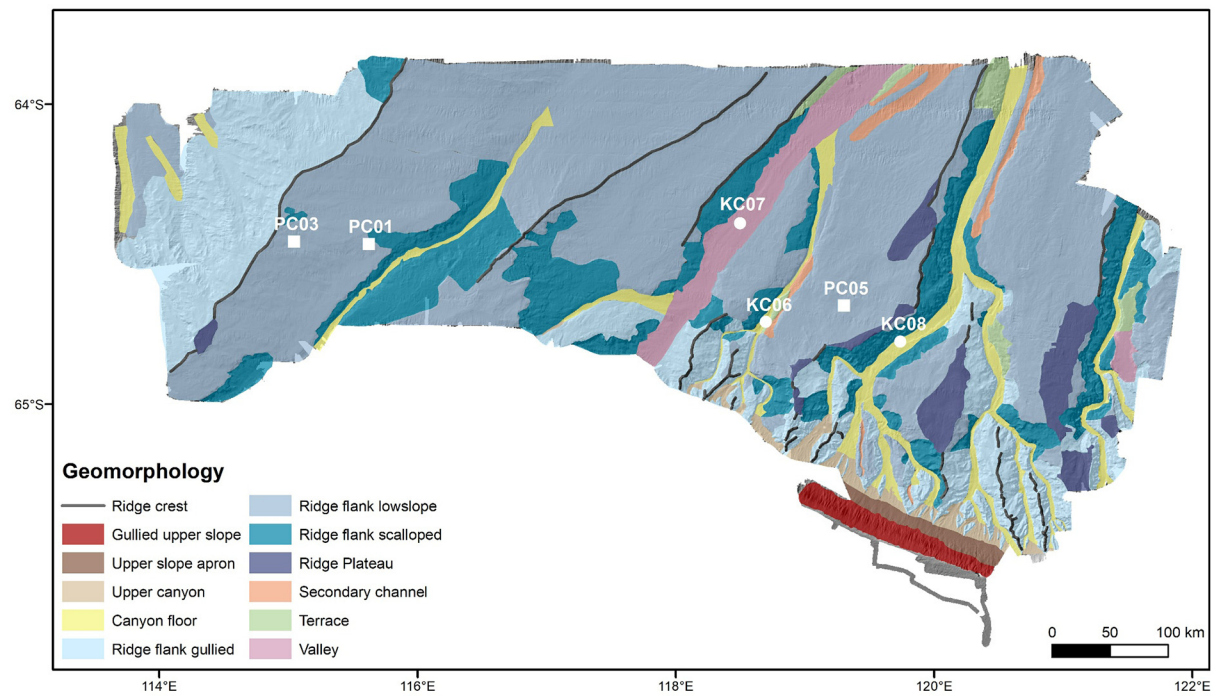 64°S
65°S
PC03
PC01
KC07
KC06
PC05
KC08
Geomorphology
Ridge crest
Gullied upper slope
Upper slope apron
Upper canyon
Canyon floor
Ridge flank gullied
Ridge flank lowslope
Ridge flank scalloped
Ridge Plateau
Secondary channel
Terrace
Valley
0 50 100 km
114°E 116°E 118°E 120°E 122°E